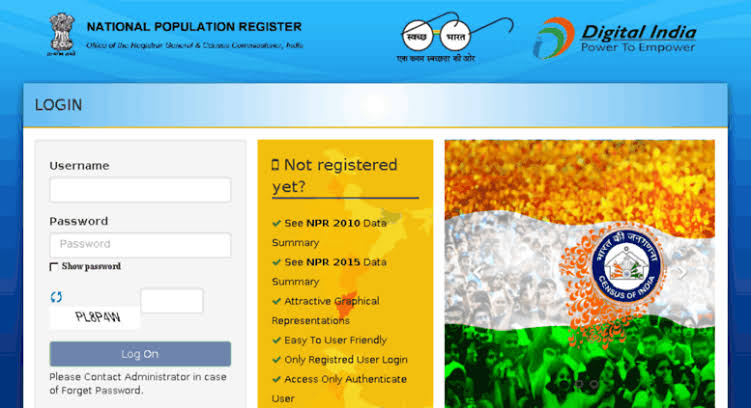 NATIONAL POPULATION REGISTER
Office of the Registrar General & Census Commissioner, India
स्वच्छ भारत
एक कदम स्वच्छता की ओर
Digital India
Power To Empower
LOGIN
Username
Password
Password
Show password
PL8P4W
Log On
Please Contact Administrator in case
of Forget Password.
Not registered
yet?
See NPR 2010 Data
Summary
See NPR 2015 Data
Summary
Attractive Graphical
Representations
Easy To User Friendly
Only Registred User Login
Access Only Authenticate
User
भारत की जनगणना
CENSUS OF INDIA